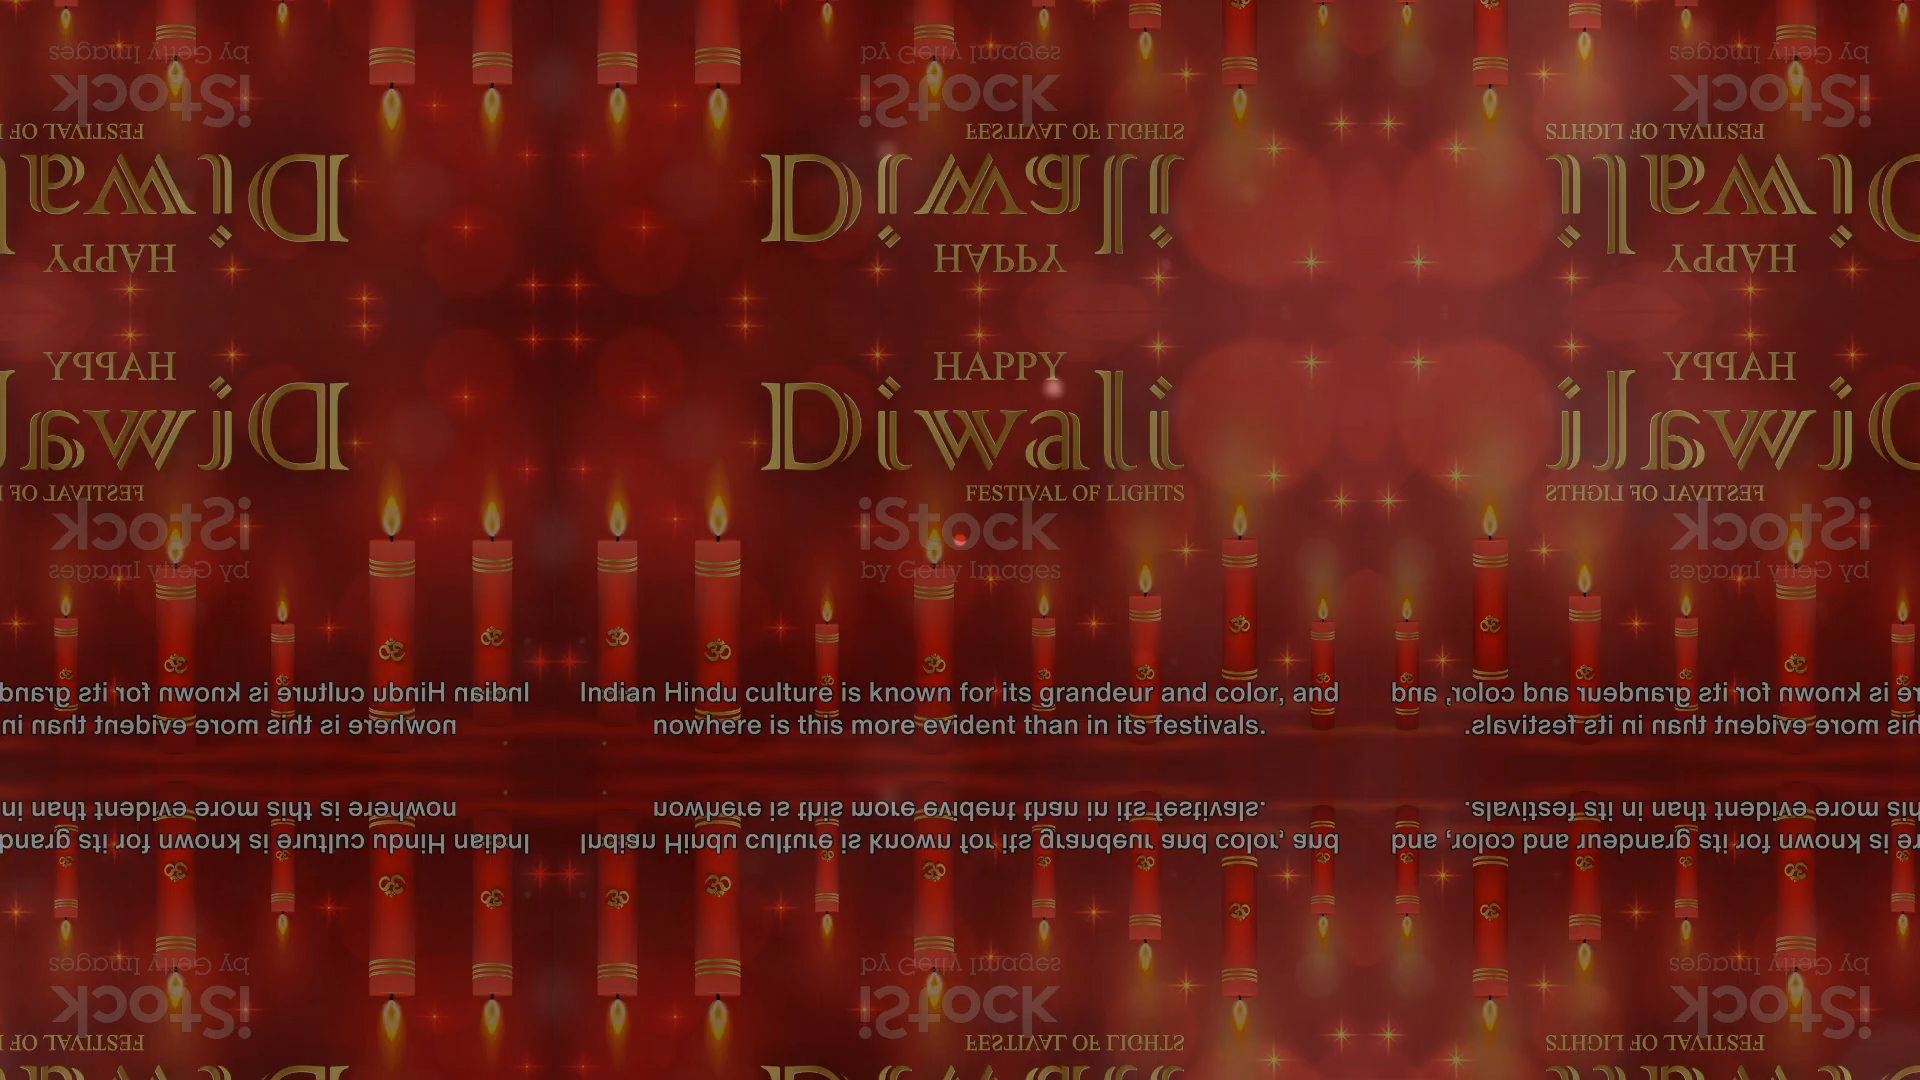 HAPPY
Diwali
FESTIVAL OF LIGHTS
iStock
by Getty Images
Indian Hindu culture is known for its grandeur and color, and
nowhere is this more evident than in its festivals.